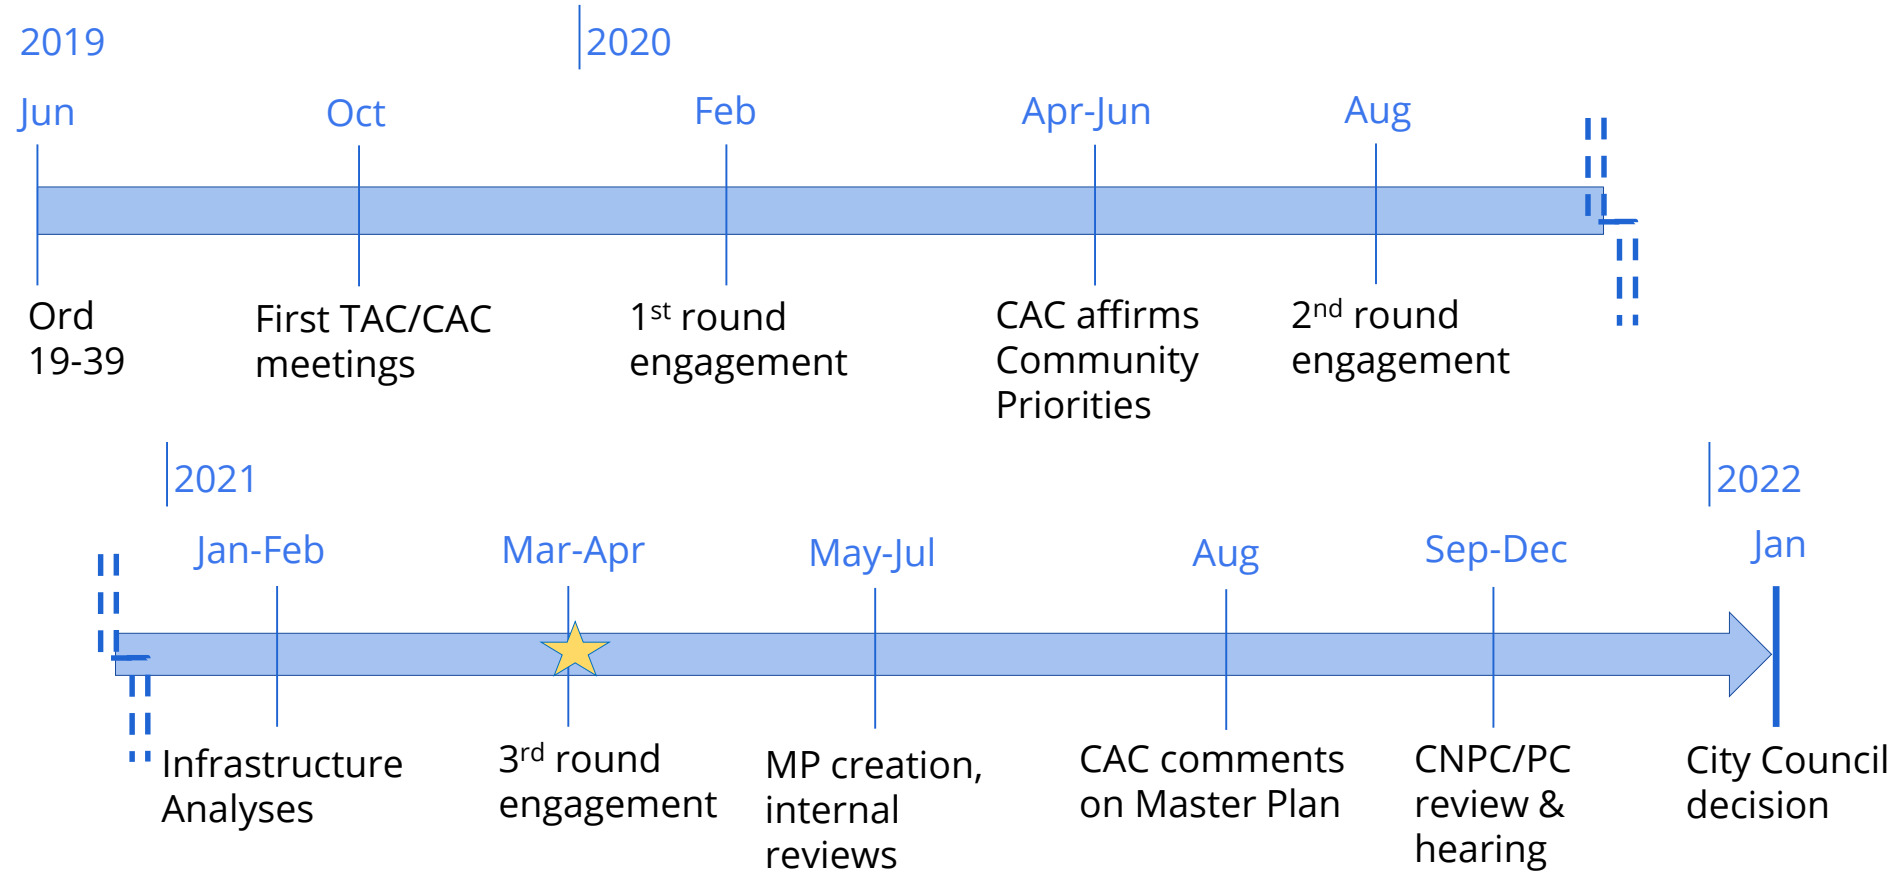 2019
2020
Jun
Oct
Feb
Apr-Jun
Aug
Ord
19-39
First TAC/CAC
meetings
1st round
engagement
CAC affirms
Community
Priorities
2nd round
engagement
2021
2022
Jan-Feb
Mar-Apr
May-Jul
Aug
Sep-Dec
Jan
Infrastructure
Analyses
3rd round
engagement
MP creation,
internal
reviews
CAC comments
on Master Plan
CNPC/PC
review &
hearing
City Council
decision